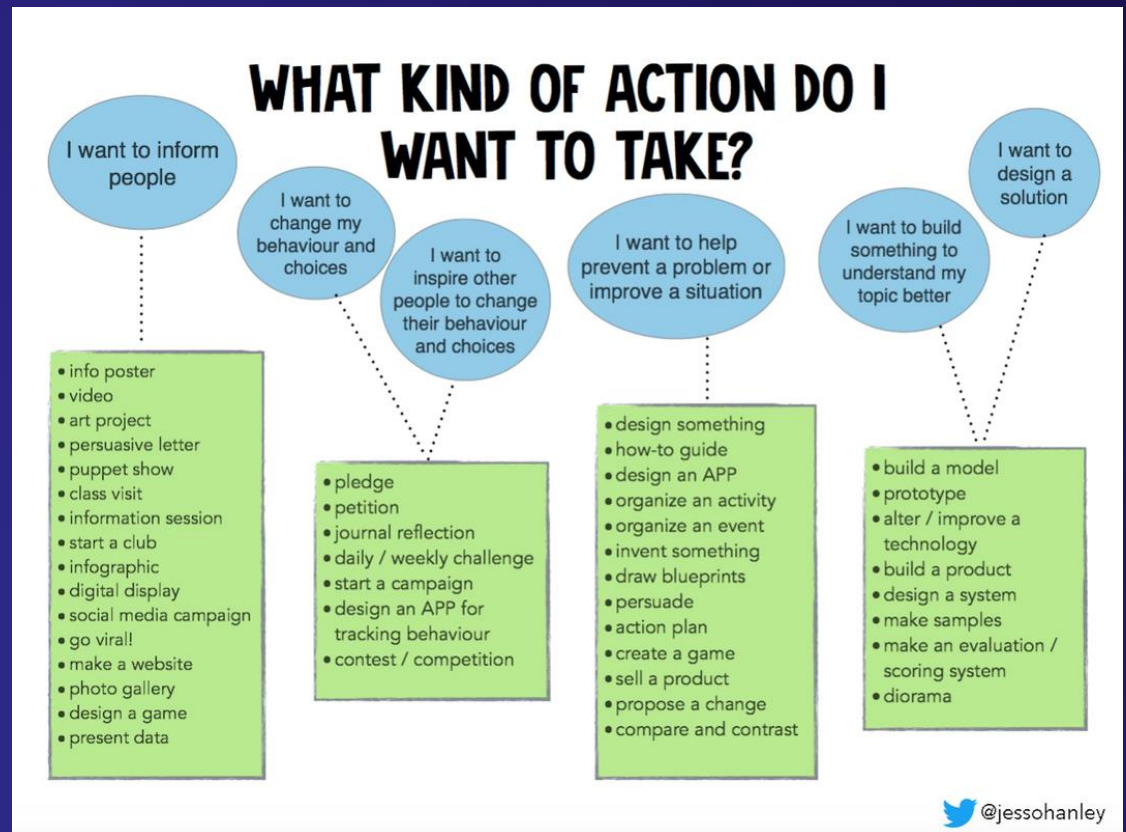 WHAT KIND OF ACTION DO I
WANT TO TAKE?
I want to inform
people
• info poster
• video
• art project
• persuasive letter
• puppet show
• class visit
• information session
• start a club
• infographic
• digital display
• social media campaign
• go viral!
• make a website
• photo gallery
• design a game
• present data
I want to
change my
behaviour and
choices
I want to
inspire other
people to change
their behaviour
and choices
• pledge
• petition
• journal reflection
• daily / weekly challenge
• start a campaign
• design an APP for
tracking behaviour
• contest / competition
I want to help
prevent a problem or
improve a situation
• design something
• how-to guide
• design an APP
• organize an activity
• organize an event
• invent something
• draw blueprints
• persuade
• action plan
• create a game
• sell a product
• propose a change
• compare and contrast
I want to build
something to
understand my
topic better
I want to
design a
solution
• build a model
• prototype
• alter / improve a
technology
• build a product
• design a system
• make samples
• make an evaluation /
scoring system
• diorama
@jessohanley